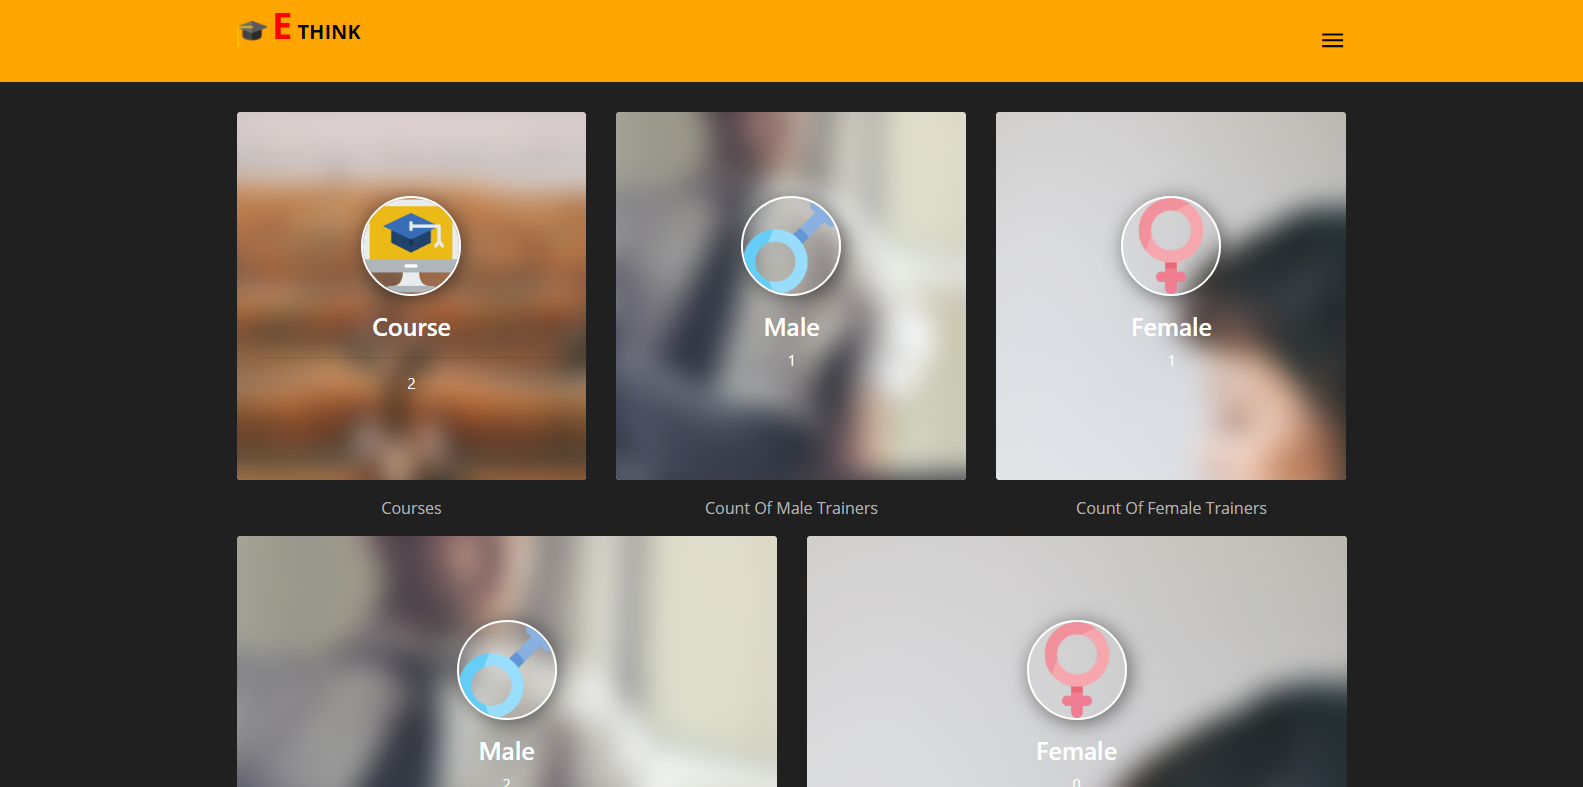 E THINK
Course
2
Male
1
Female
1
Courses
Count Of Male Trainers
Count Of Female Trainers
Male
2
Female
0